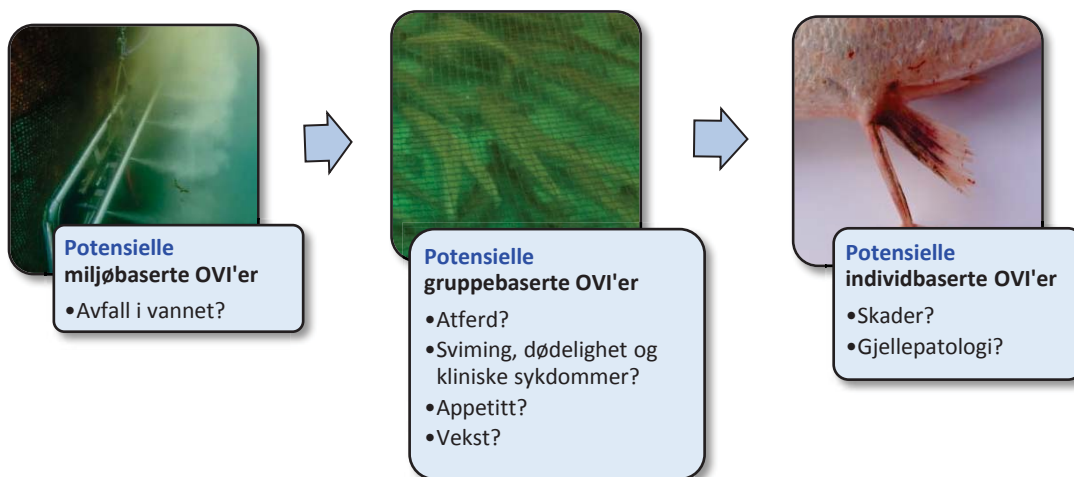 Potensielle
miljøbaserte OVI'er
•Avfall i vannet?
Potensielle
gruppebaserte OVI'er
•Atferd?
•Sviming, dødelighet og
kliniske sykdommer?
•Appetitt?
•Vekst?
Potensielle
individbaserte OVI'er
•Skader?
•Gjellepatologi?